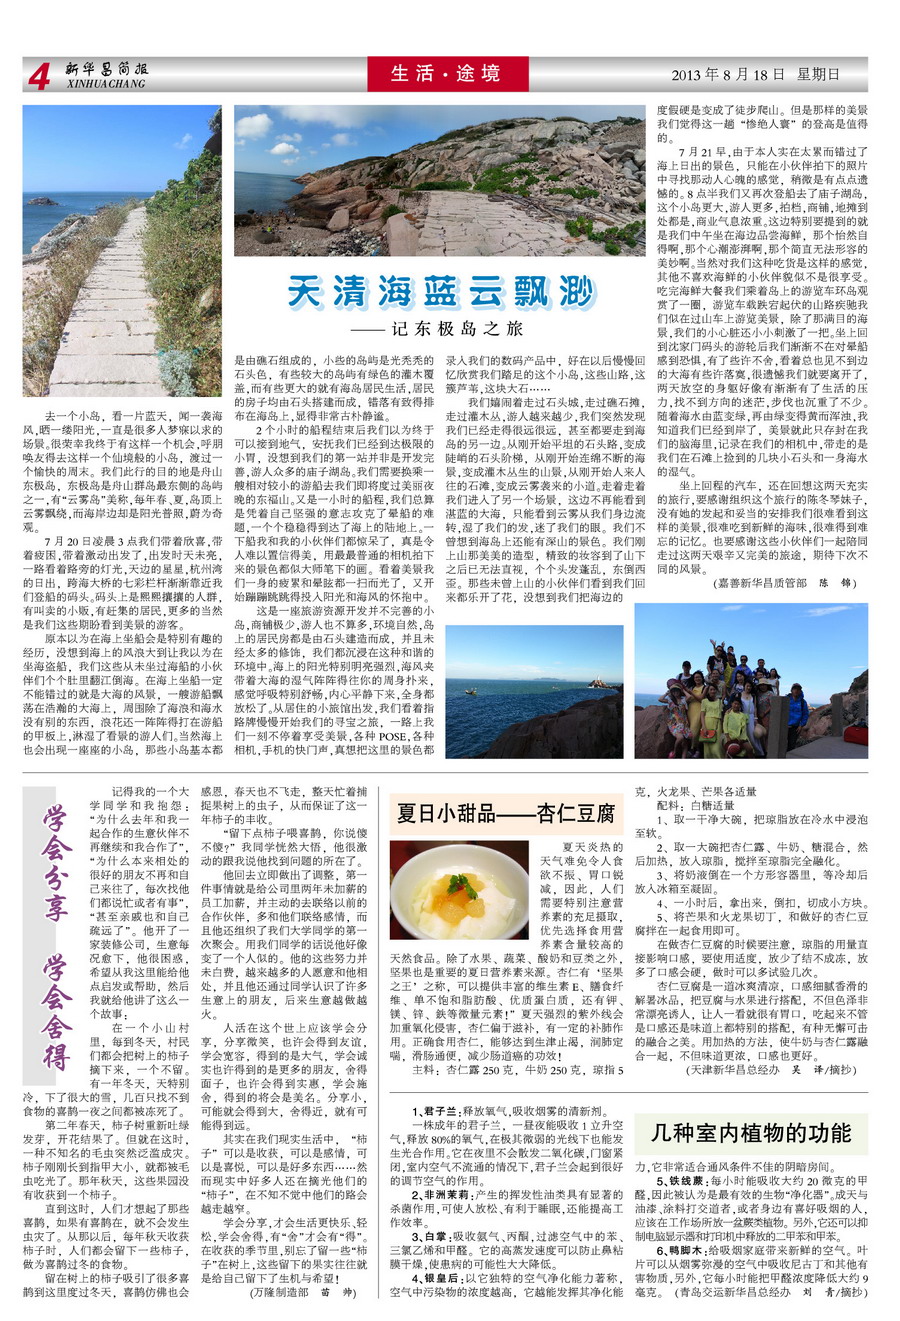 4
新华昌简报
XINHUACHANG
生活·途境
2013年8月18日 星期日
天清海蓝云飘渺
——记东极岛之旅
去一个小岛，看一片蓝天，闻一袭海
风,晒一缕阳光,一直是很多人梦寐以求的
场景。很荣幸我终于有这样一个机会,呼朋
唤友得去这样一个仙境般的小岛，渡过一
个愉快的周末。我们此行的目的地是舟山
东极岛，东极岛是舟山群岛最东侧的岛屿
之一,有“云雾岛”美称,每年春、夏,岛顶上
云雾飘绕,而海岸边却是阳光普照,蔚为奇
观。
7月20日凌晨3点我们带着欣喜,带
着疲困,带着激动出发了,出发时天未亮,
一路看着路旁的灯光,天边的星星,杭州湾
的日出，跨海大桥的七彩栏杆渐渐靠近我
们登船的码头。码头上是熙熙攘攘的人群,
有叫卖的小贩,有赶集的居民,更多的当然
是我们这些期盼看到美景的游客。
原本以为在海上坐船会是特别有趣的
经历，没想到海上的风浪大到让我以为在
坐海盗船，我们这些从未坐过海船的小伙
伴们个个肚里翻江倒海。在海上坐船一定
不能错过的就是大海的风景，一艘游船飘
荡在浩瀚的大海上，周围除了海浪和海水
没有别的东西，浪花还一阵阵得打在游船
的甲板上,淋湿了看景的游人们。当然海上
也会出现一座座的小岛，那些小岛基本都
是由礁石组成的，小些的岛屿是光秃秃的
石头色，有些较大的岛屿有绿色的灌木覆
盖,而有些更大的就有海岛居民生活,居民
的房子均由石头搭建而成，错落有致得排
布在海岛上,显得非常古朴静谧。
2个小时的船程结束后我们以为终于
可以接到地气，安抚我们已经到达极限的
小胃，没想到我们的第一站并非是开发完
善,游人众多的庙子湖岛。我们需要换乘一
艘相对较小的游船去我们即将度过美丽夜
晚的东福山。又是一小时的船程,我们总算
是凭着自己坚强的意志攻克了晕船的难
题,一个个稳稳得到达了海上的陆地上。一
下船我和我的小伙伴们都惊呆了，真是令
人难以置信得美，用最最普通的相机拍下
来的景色都似大师笔下的画。看着美景我
们一身的疲累和晕眩都一扫而光了，又开
始蹦蹦跳跳得投入阳光和海风的怀抱中。
这是一座旅游资源开发并不完善的小
岛,商铺极少,游人也不算多,环境自然,岛
上的居民房都是由石头建造而成，并且未
经太多的修饰，我们都沉浸在这种和谐的
环境中。海上的阳光特别明亮强烈,海风夹
带着大海的湿气阵阵得往你的周身扑来,
感觉呼吸特别舒畅,内心平静下来,全身都
放松了。从居住的小旅馆出发,我们看着指
路牌慢慢开始我们的寻宝之旅，一路上我
们一刻不停着享受美景,各种POSE,各种
相机,手机的快门声,真想把这里的景色都
录入我们的数码产品中，好在以后慢慢回
忆欣赏我们踏足的这个小岛,这些山路,这
簇芦苇,这块大石……
我们嬉闹着走过石头城,走过礁石滩,
走过灌木丛,游人越来越少,我们突然发现
我们已经走得很远很远，甚至都要走到海
岛的另一边。从刚开始平坦的石头路,变成
陡峭的石头阶梯，从刚开始连绵不断的海
景,变成灌木丛生的山景,从刚开始人来人
往的石滩,变成云雾袭来的小道。走着走着
我们进入了另一个场景，这边不再能看到
湛蓝的大海，只能看到云雾从我们身边流
转,湿了我们的发,迷了我们的眼。我们不
曾想到海岛上还能有深山的景色。我们刚
上山那美美的造型，精致的妆容到了山下
之后已无法直视，个个头发蓬乱，东倒西
歪。那些未曾上山的小伙伴们看到我们回
来都乐开了花，没想到我们把海边的
度假硬是变成了徒步爬山。但是那样的美景
我们觉得这一趟“惨绝人寰”的登高是值得
的。
7月21早,由于本人实在太累而错过了
海上日出的景色，只能在小伙伴拍下的照片
中寻找那动人心魄的感觉，稍微是有点点遗
憾的。8点半我们又再次登船去了庙子湖岛,
这个小岛更大,游人更多,拍档,商铺,地摊到
处都是,商业气息浓重。这边特别要提到的就
是我们中午坐在海边品尝海鲜，那个怡然自
得啊,那个心潮澎湃啊,那个简直无法形容的
美妙啊。当然对我们这种吃货是这样的感觉,
其他不喜欢海鲜的小伙伴貌似不是很享受。
吃完海鲜大餐我们乘着岛上的游览车环岛观
赏了一圈，游览车载跌宕起伏的山路疾驰我
们似在过山车上游览美景，除了那满目的海
景,我们的小心脏还小小刺激了一把。坐上回
到沈家门码头的游轮后我们渐渐不在对晕船
感到恐惧,有了些许不舍,看着总也见不到边
的大海有些许落寞,很遗憾我们就要离开了,
两天放空的身躯好像有渐渐有了生活的压
力,找不到方向的迷茫,步伐也沉重了不少。
随着海水由蓝变绿,再由绿变得黄而浑浊,我
知道我们已经到岸了，美景就此只存封在我
们的脑海里,记录在我们的相机中,带走的是
我们在石滩上捡到的几块小石头和一身海水
的湿气。
坐上回程的汽车，还在回想这两天充实
的旅行,要感谢组织这个旅行的陈冬琴妹子,
没有她的发起和妥当的安排我们很难看到这
样的美景,很难吃到新鲜的海味,很难得到难
忘的记忆。也要感谢这些小伙伴们一起陪同
走过这两天艰辛又完美的旅途，期待下次不
同的风景。
(嘉善新华昌质管部 陈 锦)
学会分享 学会舍得
记得我的一个大
学同学和我抱怨：
“为什么去年和我一
起合作的生意伙伴不
再继续和我合作了”,
“为什么本来相处的
很好的朋友不再和自
己来往了，每次找他
们都说忙或者有事”,
“甚至亲戚也和自己
疏远了”。他开了一
家装修公司，生意每
况愈下，他很困惑，
希望从我这里能给他
点启发或帮助，然后
我就给他讲了这么一
个故事：
在一个小山村
里，每到冬天，村民
们都会把树上的柿子
摘下来，一个不留。
有一年冬天，天特别
冷，下了很大的雪，几百只找不到
食物的喜鹊一夜之间都被冻死了。
第二年春天，柿子树重新吐绿
发芽，开花结果了。但就在这时，
一种不知名的毛虫突然泛滥成灾。
柿子刚刚长到指甲大小，就都被毛
虫吃光了。那年秋天，这些果园没
有收获到一个柿子。
直到这时，人们才想起了那些
喜鹊，如果有喜鹊在，就不会发生
虫灾了。从那以后，每年秋天收获
柿子时，人们都会留下一些柿子，
做为喜鹊过冬的食物。
留在树上的柿子吸引了很多喜
鹊到这里度过冬天，喜鹊仿佛也会
感恩，春天也不飞走，整天忙着捕
捉果树上的虫子，从而保证了这一
年柿子的丰收。
“留下点柿子喂喜鹊，你说傻
不傻？”我同学恍然大悟，他很激
动的跟我说他找到问题的所在了。
他回去立即做出了调整，第一
件事情就是给公司里两年未加薪的
员工加薪，并主动的去联络以前的
合作伙伴，多和他们联络感情，而
且他还组织了我们大学同学的第一
次聚会。用我们同学的话说他好像
变了一个人似的。他的这些努力并
未白费，越来越多的人愿意和他相
处，并且他还通过同学认识了许多
生意上的朋友，后来生意越做越
火。
人活在这个世上应该学会分
享，分享微笑，也许会得到友谊，
学会宽容，得到的是大气，学会诚
实也许得到的是更多的朋友，舍得
面子，也许会得到实惠，学会施
舍，得到的将会是美名。分享小，
可能就会得到大，舍得近，就有可
能得到远。
其实在我们现实生活中，“柿
子”可以是收获，可以是感情，可
以是喜悦，可以是好多东西……然
而现实中好多人还在摘光他们的
“柿子”，在不知不觉中他们的路会
越走越窄。
学会分享,才会生活更快乐、轻
松,学会舍得,有“舍”才会有“得”。
在收获的季节里,别忘了留一些“柿
子”在树上,这些留下的果实往往就
是给自己留下了生机与希望！
(万隆制造部 苗 帅)
夏日小甜品——杏仁豆腐
夏天炎热的
天气难免令人食
欲不振、胃口锐
减，因此，人们
需要特别注意营
养素的充足摄取，
优先选择食用营
养素含量较高的
天然食品。除了水果、蔬菜、酸奶和豆类之外，
坚果也是重要的夏日营养素来源。杏仁有‘坚果
之王’之称，可以提供丰富的维生素E、膳食纤
维、单不饱和脂肪酸、优质蛋白质，还有钾、
镁、锌、鉄等微量元素！”夏天强烈的紫外线会
加重氧化侵害，杏仁偏于滋补，有一定的补肺作
用。正确食用杏仁，能够达到生津止渴，润肺定
喘，滑肠通便，减少肠道癌的功效！
主料：杏仁露250克，牛奶250克，琼指5
克，火龙果、芒果各适量
配料：白糖适量
1、取一干净大碗，把琼脂放在冷水中浸泡
至软。
2、取一大碗把杏仁露、牛奶、糖混合，然
后加热，放入琼脂，搅拌至琼脂完全融化。
3、将奶液倒在一个方形容器里，等冷却后
放入冰箱至凝固。
4、一小时后，拿出来，倒扣，切成小方块。
5、将芒果和火龙果切丁，和做好的杏仁豆
腐拌在一起食用即可。
在做杏仁豆腐的时候要注意，琼脂的用量直
接影响口感，要使用适度，放少了结不成冻，放
多了口感会硬，做时可以多试验几次。
杏仁豆腐是一道冰爽清凉，口感细腻香滑的
解暑冰品，把豆腐与水果进行搭配，不但色泽非
常漂亮诱人，让人一看就很有胃口，吃起来不管
是口感还是味道上都特别的搭配，有种无懈可击
的融合之美。用加热的方法，使牛奶与杏仁露融
合一起，不但味道更浓，口感也更好。
(天津新华昌总经办 吴 译/摘抄)
几种室内植物的功能
1、君子兰：释放氧气,吸收烟雾的清新剂。
一株成年的君子兰，一昼夜能吸收1立升空
气,释放80%的氧气,在极其微弱的光线下也能发
生光合作用。它在夜里不会散发二氧化碳,门窗紧
闭,室内空气不流通的情况下,君子兰会起到很好
的调节空气的作用。
2、非洲茉莉：产生的挥发性油类具有显著的
杀菌作用,可使人放松、有利于睡眠,还能提高工
作效率。
3、白掌：吸收氨气、丙酮,过滤空气中的苯、
三氯乙烯和甲醛。它的高蒸发速度可以防止鼻粘
膜干燥,使患病的可能性大大降低。
4、银皇后：以它独特的空气净化能力著称，
空气中污染物的浓度越高，它越能发挥其净化能
力,它非常适合通风条件不佳的阴暗房间。
5、铁线蕨：每小时能吸收大约20微克的甲
醛,因此被认为是最有效的生物“净化器”。成天与
油漆、涂料打交道者,或者身边有喜好吸烟的人,
应该在工作场所放一盆蕨类植物。另外,它还可以抑
制电脑显示器和打印机中释放的二甲苯和甲苯。
6、鸭脚木：给吸烟家庭带来新鲜的空气。叶
片可以从烟雾弥漫的空气中吸收尼古丁和其他有
害物质,另外,它每小时能把甲醛浓度降低大约9
毫克。(青岛交运新华昌总经办 刘 青/摘抄)